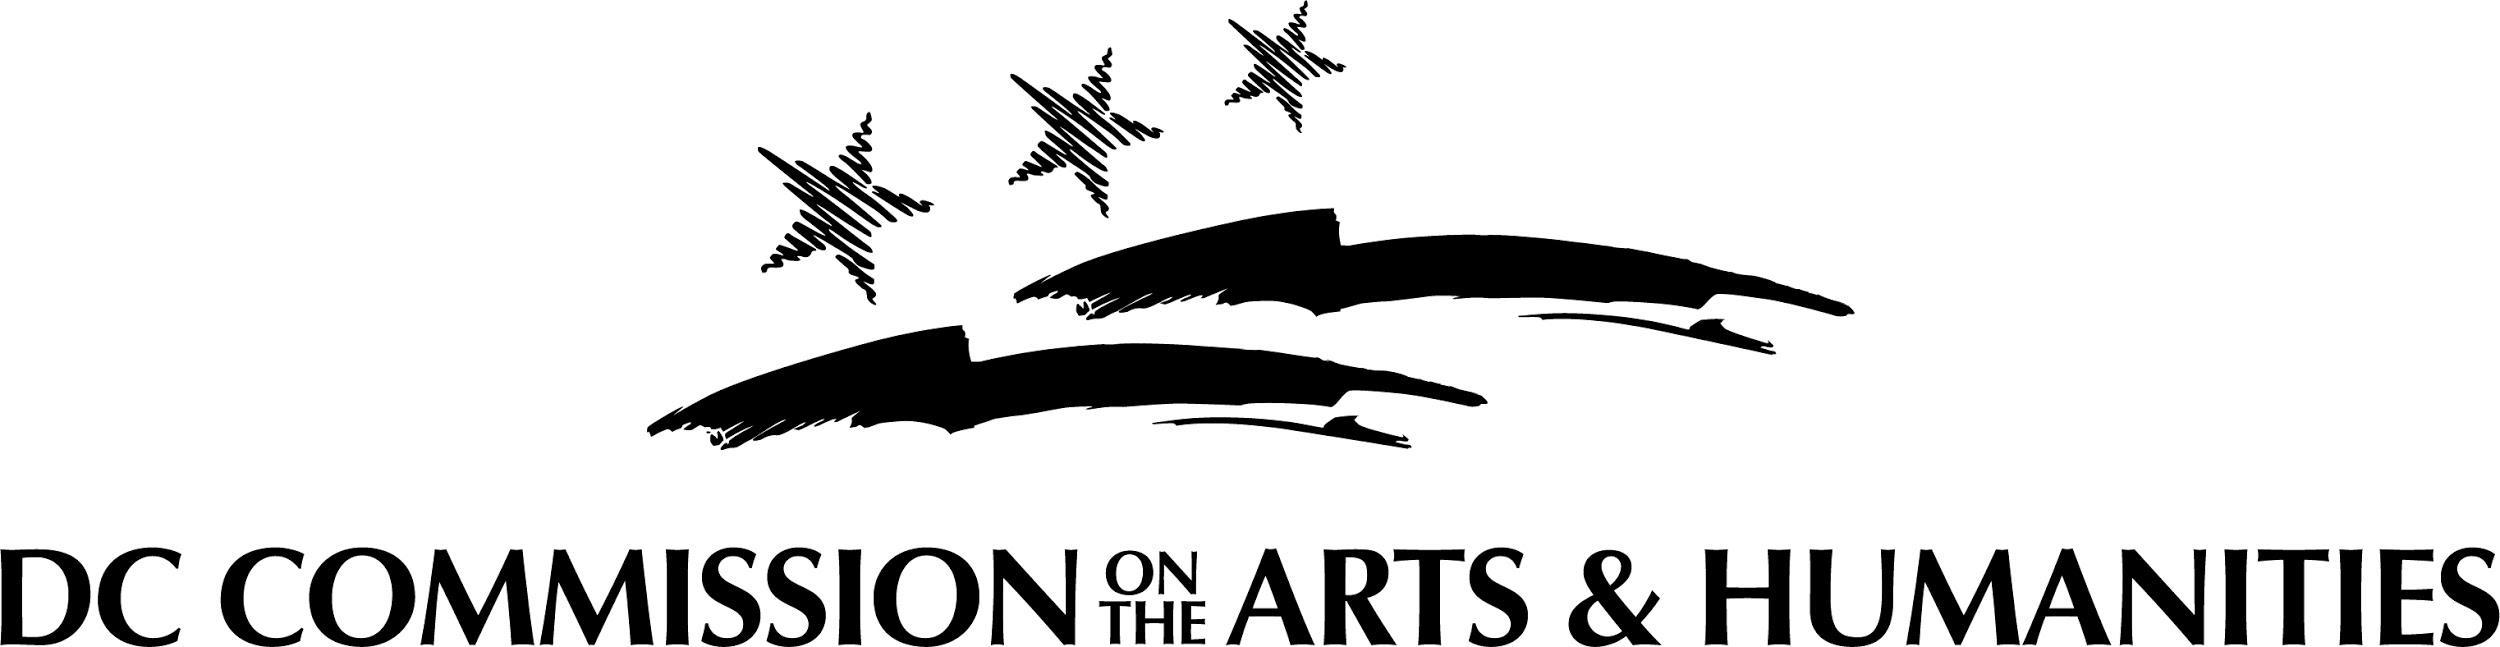 DC COMMISSION ON THE ARTS & HUMANITIES